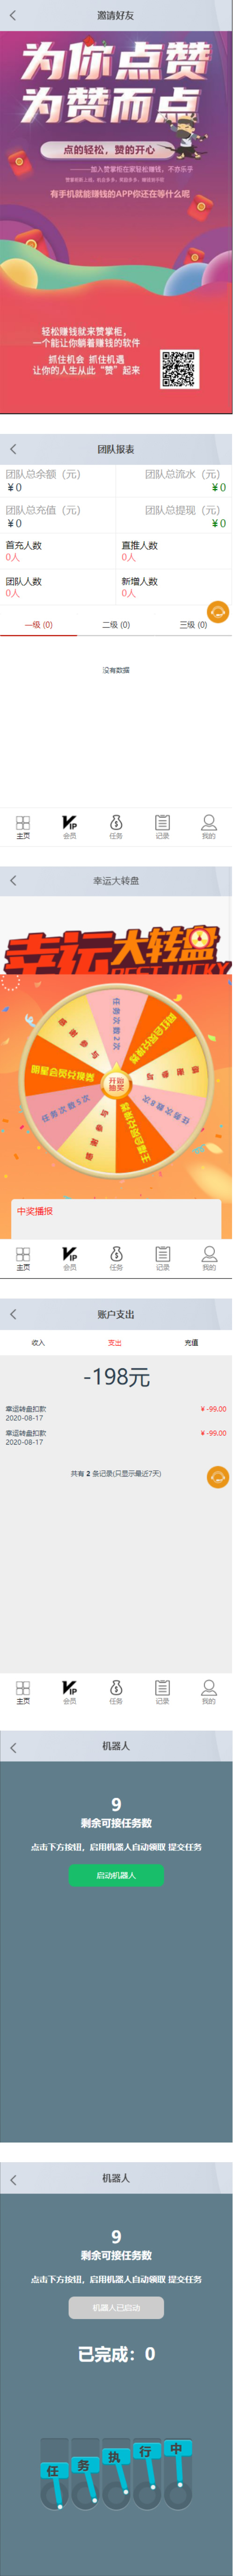 邀请好友
为你点赞
为赞而点
点的轻松，赞的开心
———加入赞掌柜在家轻松赚钱，不亦乐乎
有手机就能赚钱的APP你还在等什么呢
轻松赚钱就来赞掌柜，
一个能让你躺着赚钱的软件
抓住机会 抓住机遇
让你的人生从此“赞”起来
团队报表
团队总余额（元） 团队总流水（元）
¥0 ¥0
团队总充值（元） 团队总提现（元）
¥0 ¥0
首充人数 直推人数
0人 0人
团队人数 新增人数
0人 0人
一级 (0) 二级 (0) 三级 (0)
没有数据
主页 会员 任务 记录 我的
幸运大转盘
幸运大转盘
BEST LUCKY
任务次数2次
感谢参与
任务次数8次
感谢参与
任务次数5次
明星会员兑换券
感谢参与
开始
抽奖
中奖播报
主页 会员 任务 记录 我的
账户支出
收入 支出 充值
-198元
幸运转盘扣款 ¥-99.00
2020-08-17
幸运转盘扣款 ¥-99.00
2020-08-17
共有 2 条记录(只显示最近7天)
主页 会员 任务 记录 我的
机器人
9
剩余可接任务数
点击下方按钮，启用机器人自动领取 提交任务
启动机器人
机器人
9
剩余可接任务数
点击下方按钮，启用机器人自动领取 提交任务
机器人已启动
已完成：0
任务执行中